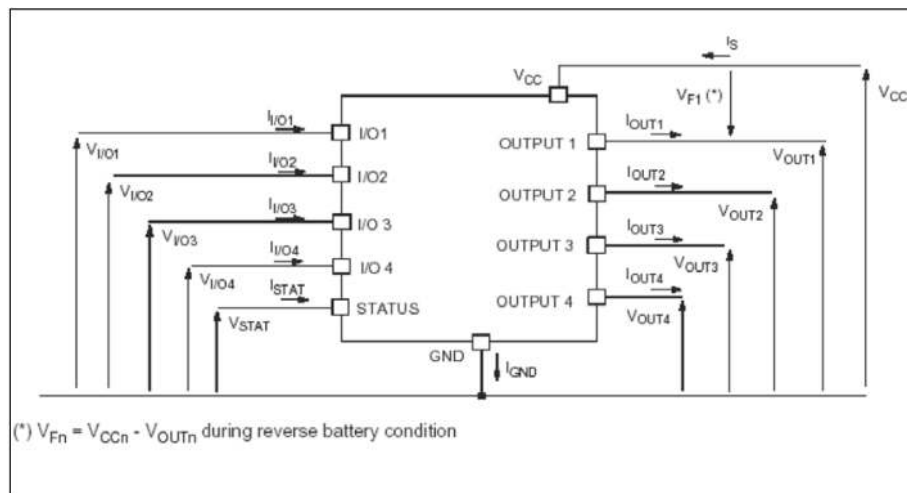 I_S
V_CC
V_F1 (*)
V_CC
I_I/O1
I/O1
OUTPUT 1
I_OUT1
V_I/O1
V_OUT1
I_I/O2
I/O2
OUTPUT 2
I_OUT2
V_I/O2
V_OUT2
I_I/O3
I/O 3
OUTPUT 3
I_OUT3
V_I/O3
V_OUT3
I_I/O4
I/O 4
OUTPUT 4
I_OUT4
V_I/O4
V_OUT4
I_STAT
STATUS
V_STAT
GND
I_GND
(*) V_Fn = V_CCn - V_OUTn during reverse battery condition